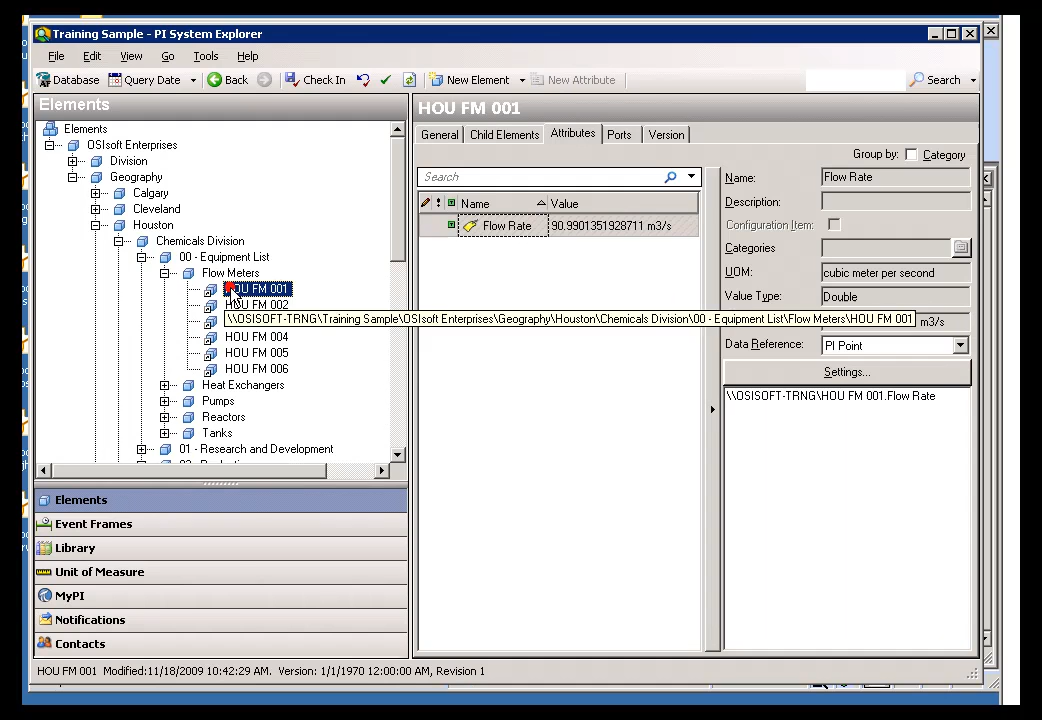 Training Sample - PI System Explorer
File Edit View Go Tools Help
Database Query Date Back Check In New Element New Attribute Search
Elements
Elements
OSIsoft Enterprises
Division
Geography
Calgary
Cleveland
Houston
Chemicals Division
00 - Equipment List
Flow Meters
HOU FM 001
HOU FM 002
\\OSISOFT-TRNG\Training Sample\OSIsoft Enterprises\Geography\Houston\Chemicals Division\00 - Equipment List\Flow Meters\HOU FM 001
HOU FM 004
HOU FM 005
HOU FM 006
Heat Exchangers
Pumps
Reactors
Tanks
01 - Research and Development
Elements
Event Frames
Library
Unit of Measure
MyPI
Notifications
Contacts
HOU FM 001
General Child Elements Attributes Ports Version
Group by: Category
Search
Name Value
Flow Rate 90.9901351928711 m3/s
Name: Flow Rate
Description:
Configuration Item:
Categories
UOM: cubic meter per second
Value Type: Double
m3/s
Data Reference: PI Point
Settings...
\\OSISOFT-TRNG\HOU FM 001.Flow Rate
HOU FM 001 Modified:11/18/2009 10:42:29 AM. Version: 1/1/1970 12:00:00 AM, Revision 1